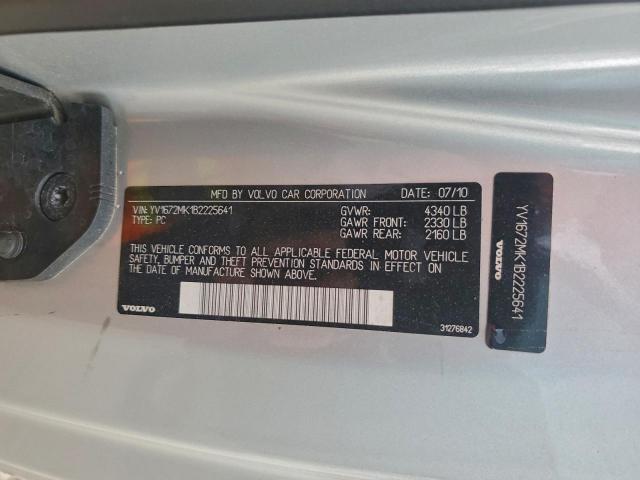 MFD BY VOLVO CAR CORPORATION DATE: 07/10
VIN: YV1672MK1B2225641
TYPE: PC
GVWR: 4340 LB
GAWR FRONT: 2330 LB
GAWR REAR: 2160 LB
THIS VEHICLE CONFORMS TO ALL APPLICABLE FEDERAL MOTOR VEHICLE
SAFETY, BUMPER AND THEFT PREVENTION STANDARDS IN EFFECT ON
THE DATE OF MANUFACTURE SHOWN ABOVE.
VOLVO
31276842
YV1672MK1B2225641
VOLVO